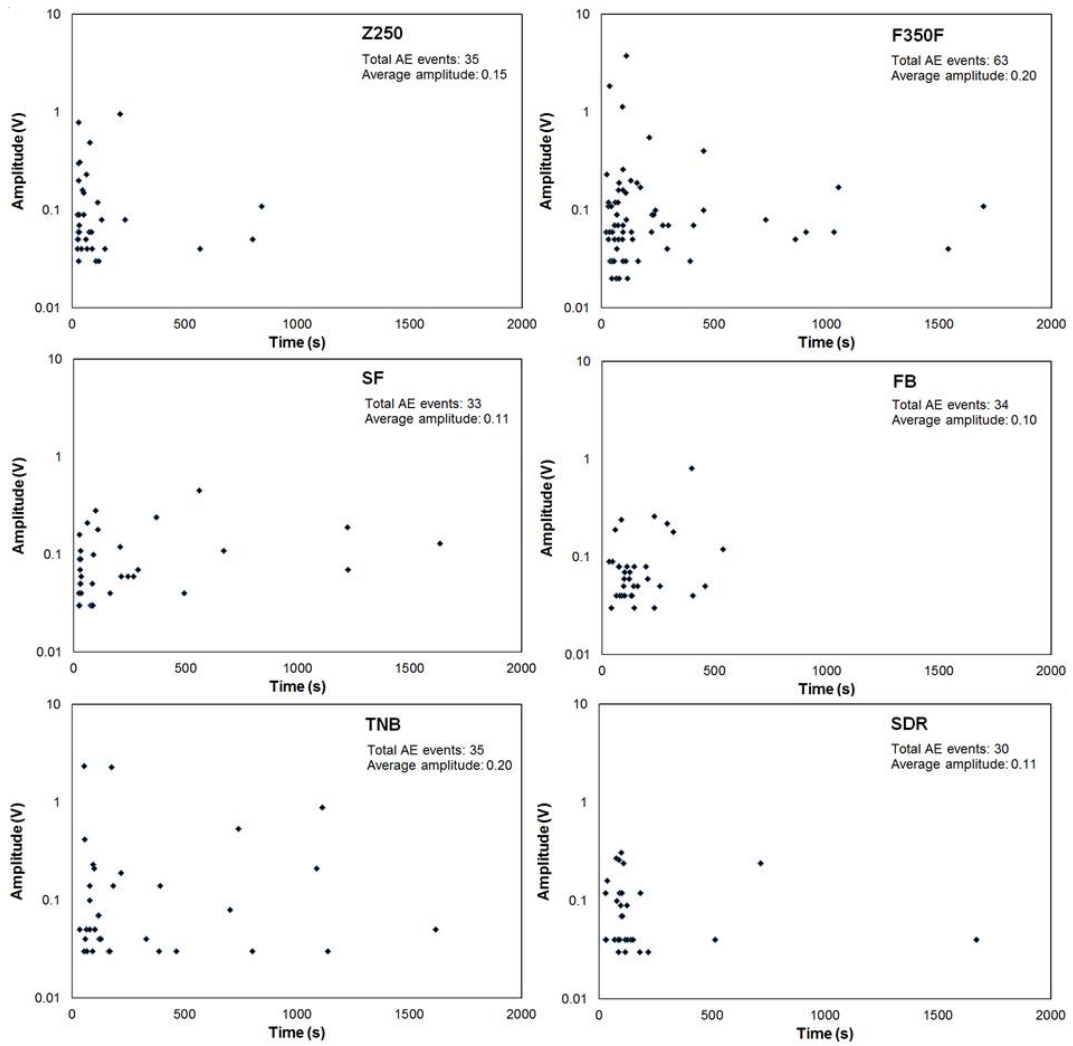 Z250
Total AE events: 35
Average amplitude: 0.15
Amplitude (V)
10
1
0.1
0.01
0
500
1000
1500
2000
Time (s)
F350F
Total AE events: 63
Average amplitude: 0.20
Amplitude (V)
10
1
0.1
0.01
0
500
1000
1500
2000
Time (s)
SF
Total AE events: 33
Average amplitude: 0.11
Amplitude (V)
10
1
0.1
0.01
0
500
1000
1500
2000
Time (s)
FB
Total AE events: 34
Average amplitude: 0.10
Amplitude (V)
10
1
0.1
0.01
0
500
1000
1500
2000
Time (s)
TNB
Total AE events: 35
Average amplitude: 0.20
Amplitude (V)
10
1
0.1
0.01
0
500
1000
1500
2000
Time (s)
SDR
Total AE events: 30
Average amplitude: 0.11
Amplitude (V)
10
1
0.1
0.01
0
500
1000
1500
2000
Time (s)